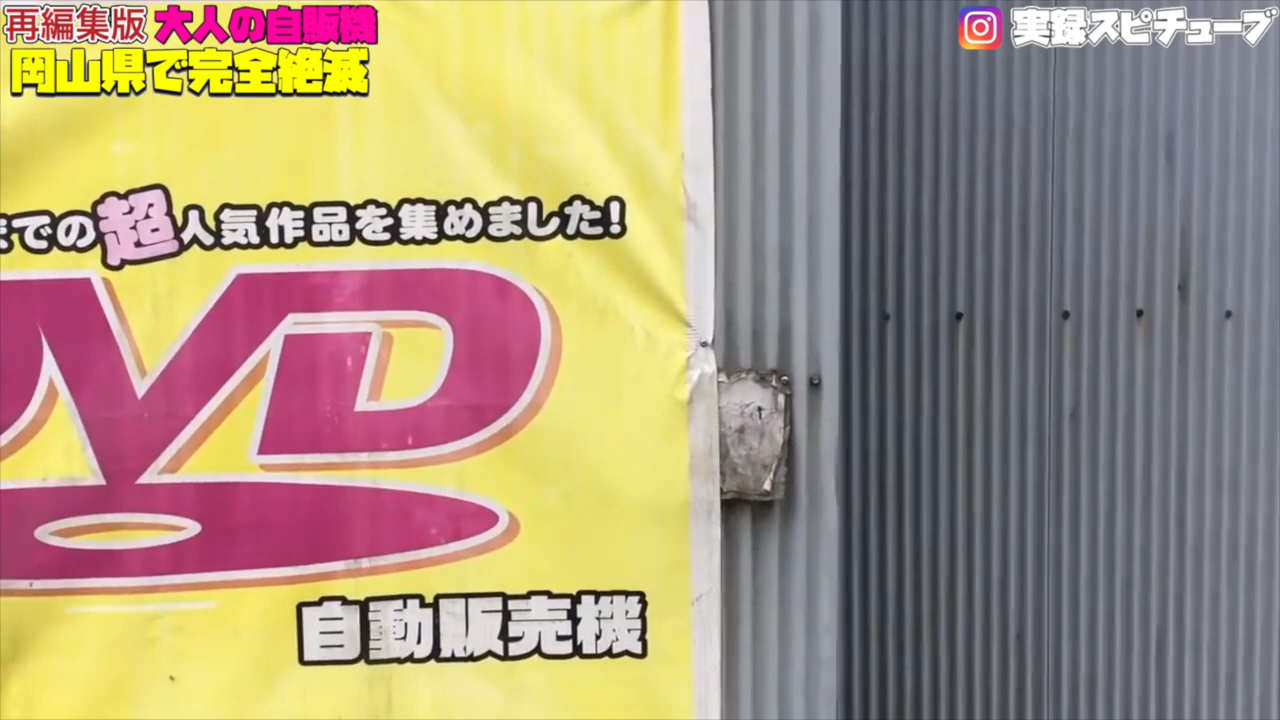 再編集版 大人の自販機
岡山県で完全絶滅
実録スピチューブ
までの超人気作品を集めました!
DVD
自動販売機